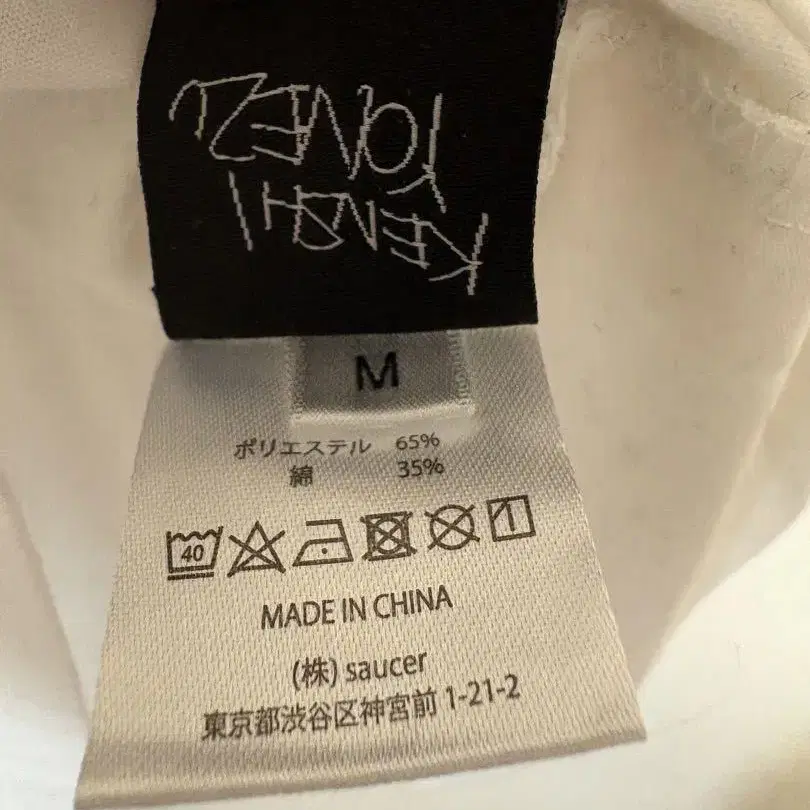 KENSHI
YONEZU
M
ポリエステル 65%
綿 35%
40
MADE IN CHINA
(株) saucer
東京都渋谷区神宮前 1-21-2